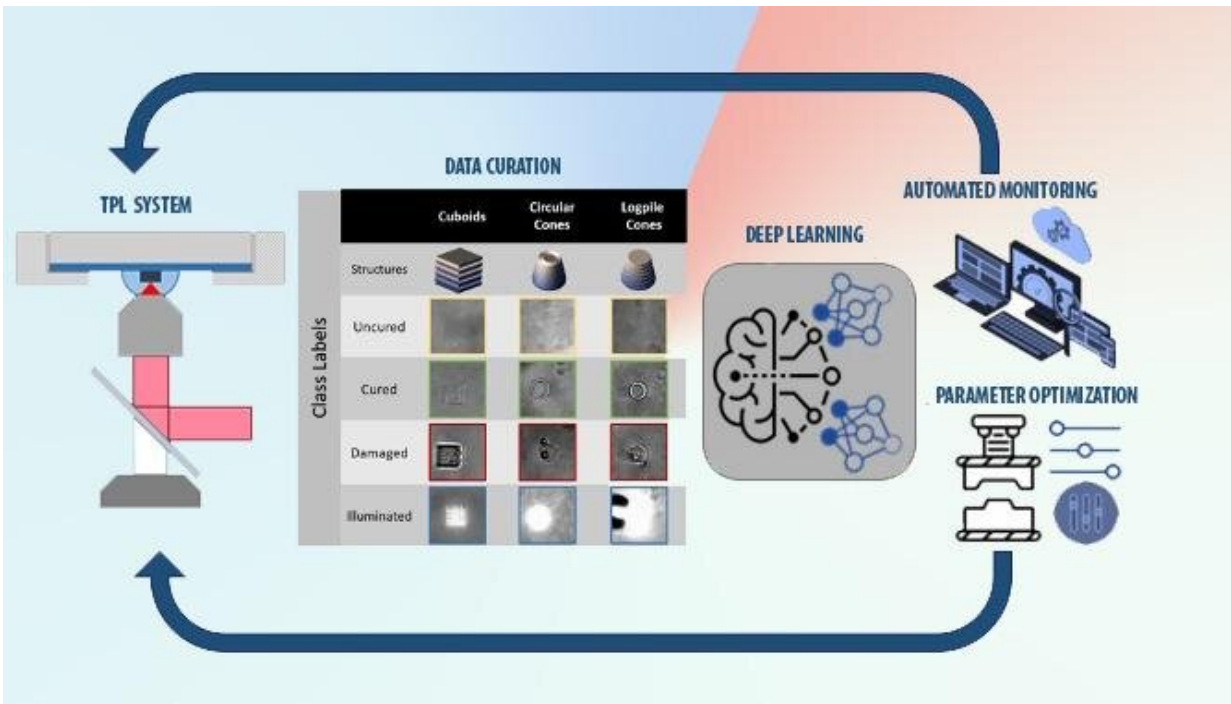 DATA CURATION
TPL SYSTEM
Cuboids
Circular
Cones
Logpile
Cones
Structures
Class Labels
Uncured
Cured
Damaged
Illuminated
DEEP LEARNING
AUTOMATED MONITORING
PARAMETER OPTIMIZATION